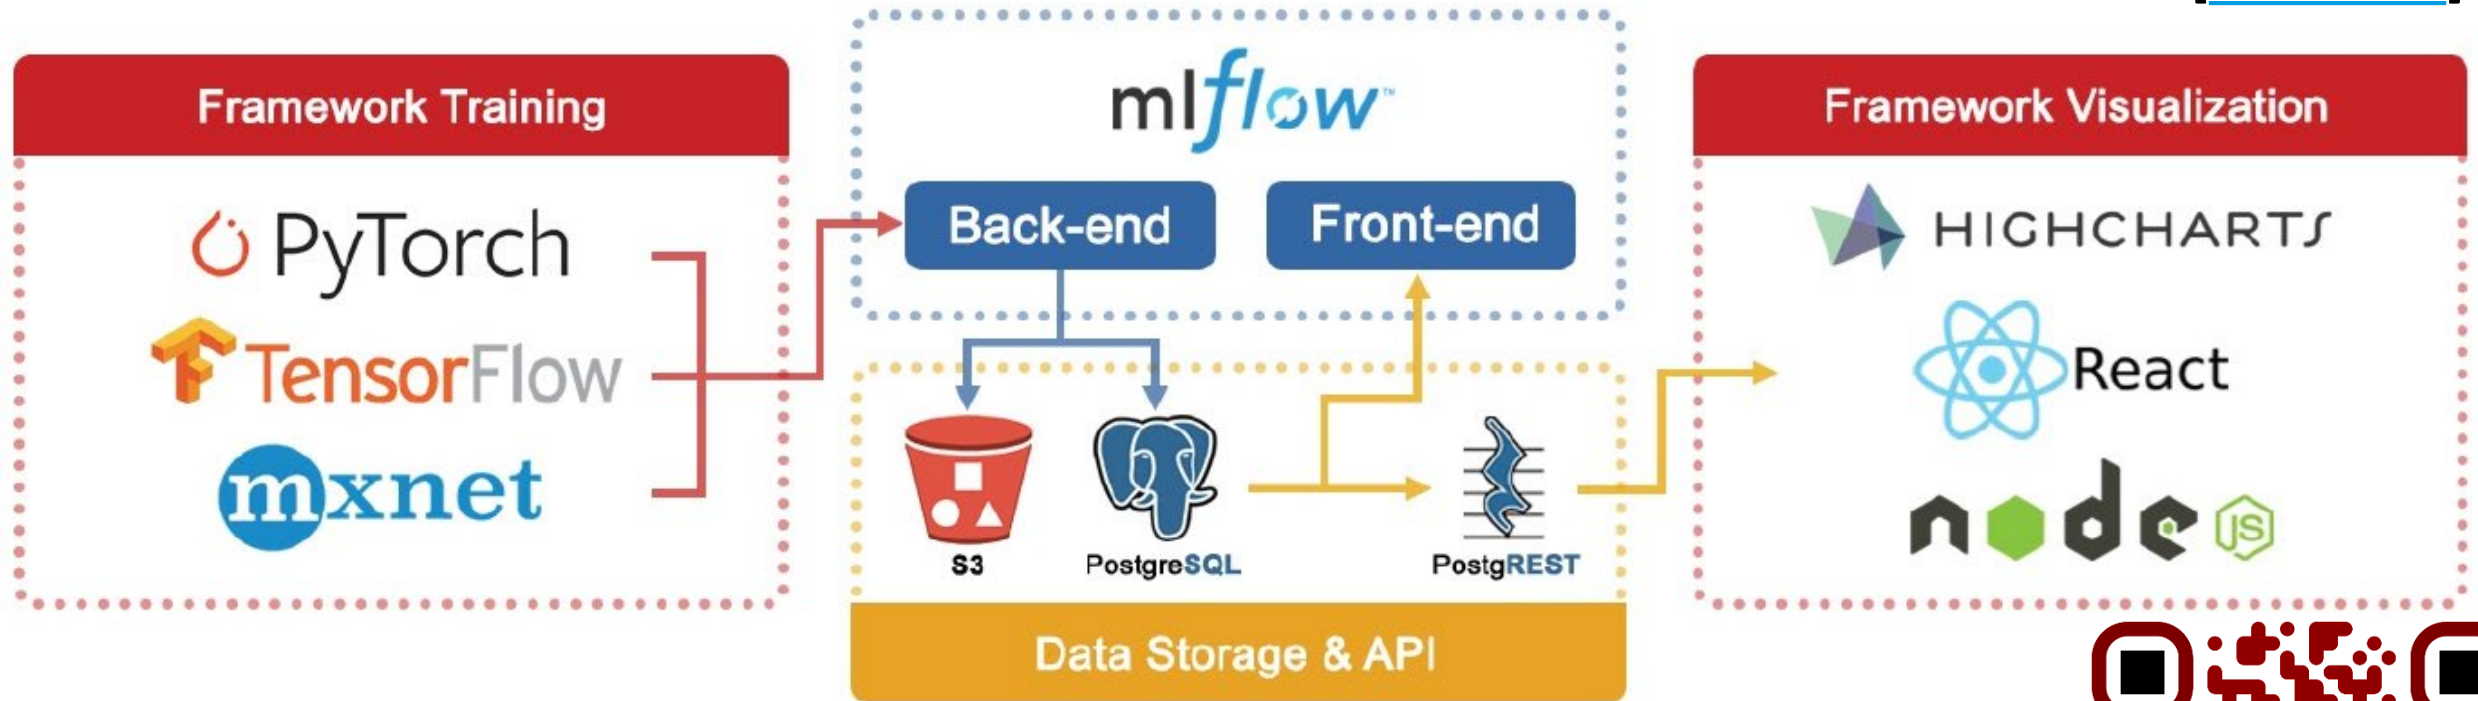 Framework Training
PyTorch
TensorFlow
mxnet
mlflow™
Back-end
Front-end
S3
PostgreSQL
PostgREST
Data Storage & API
Framework Visualization
HIGHCHARTS
React
node JS